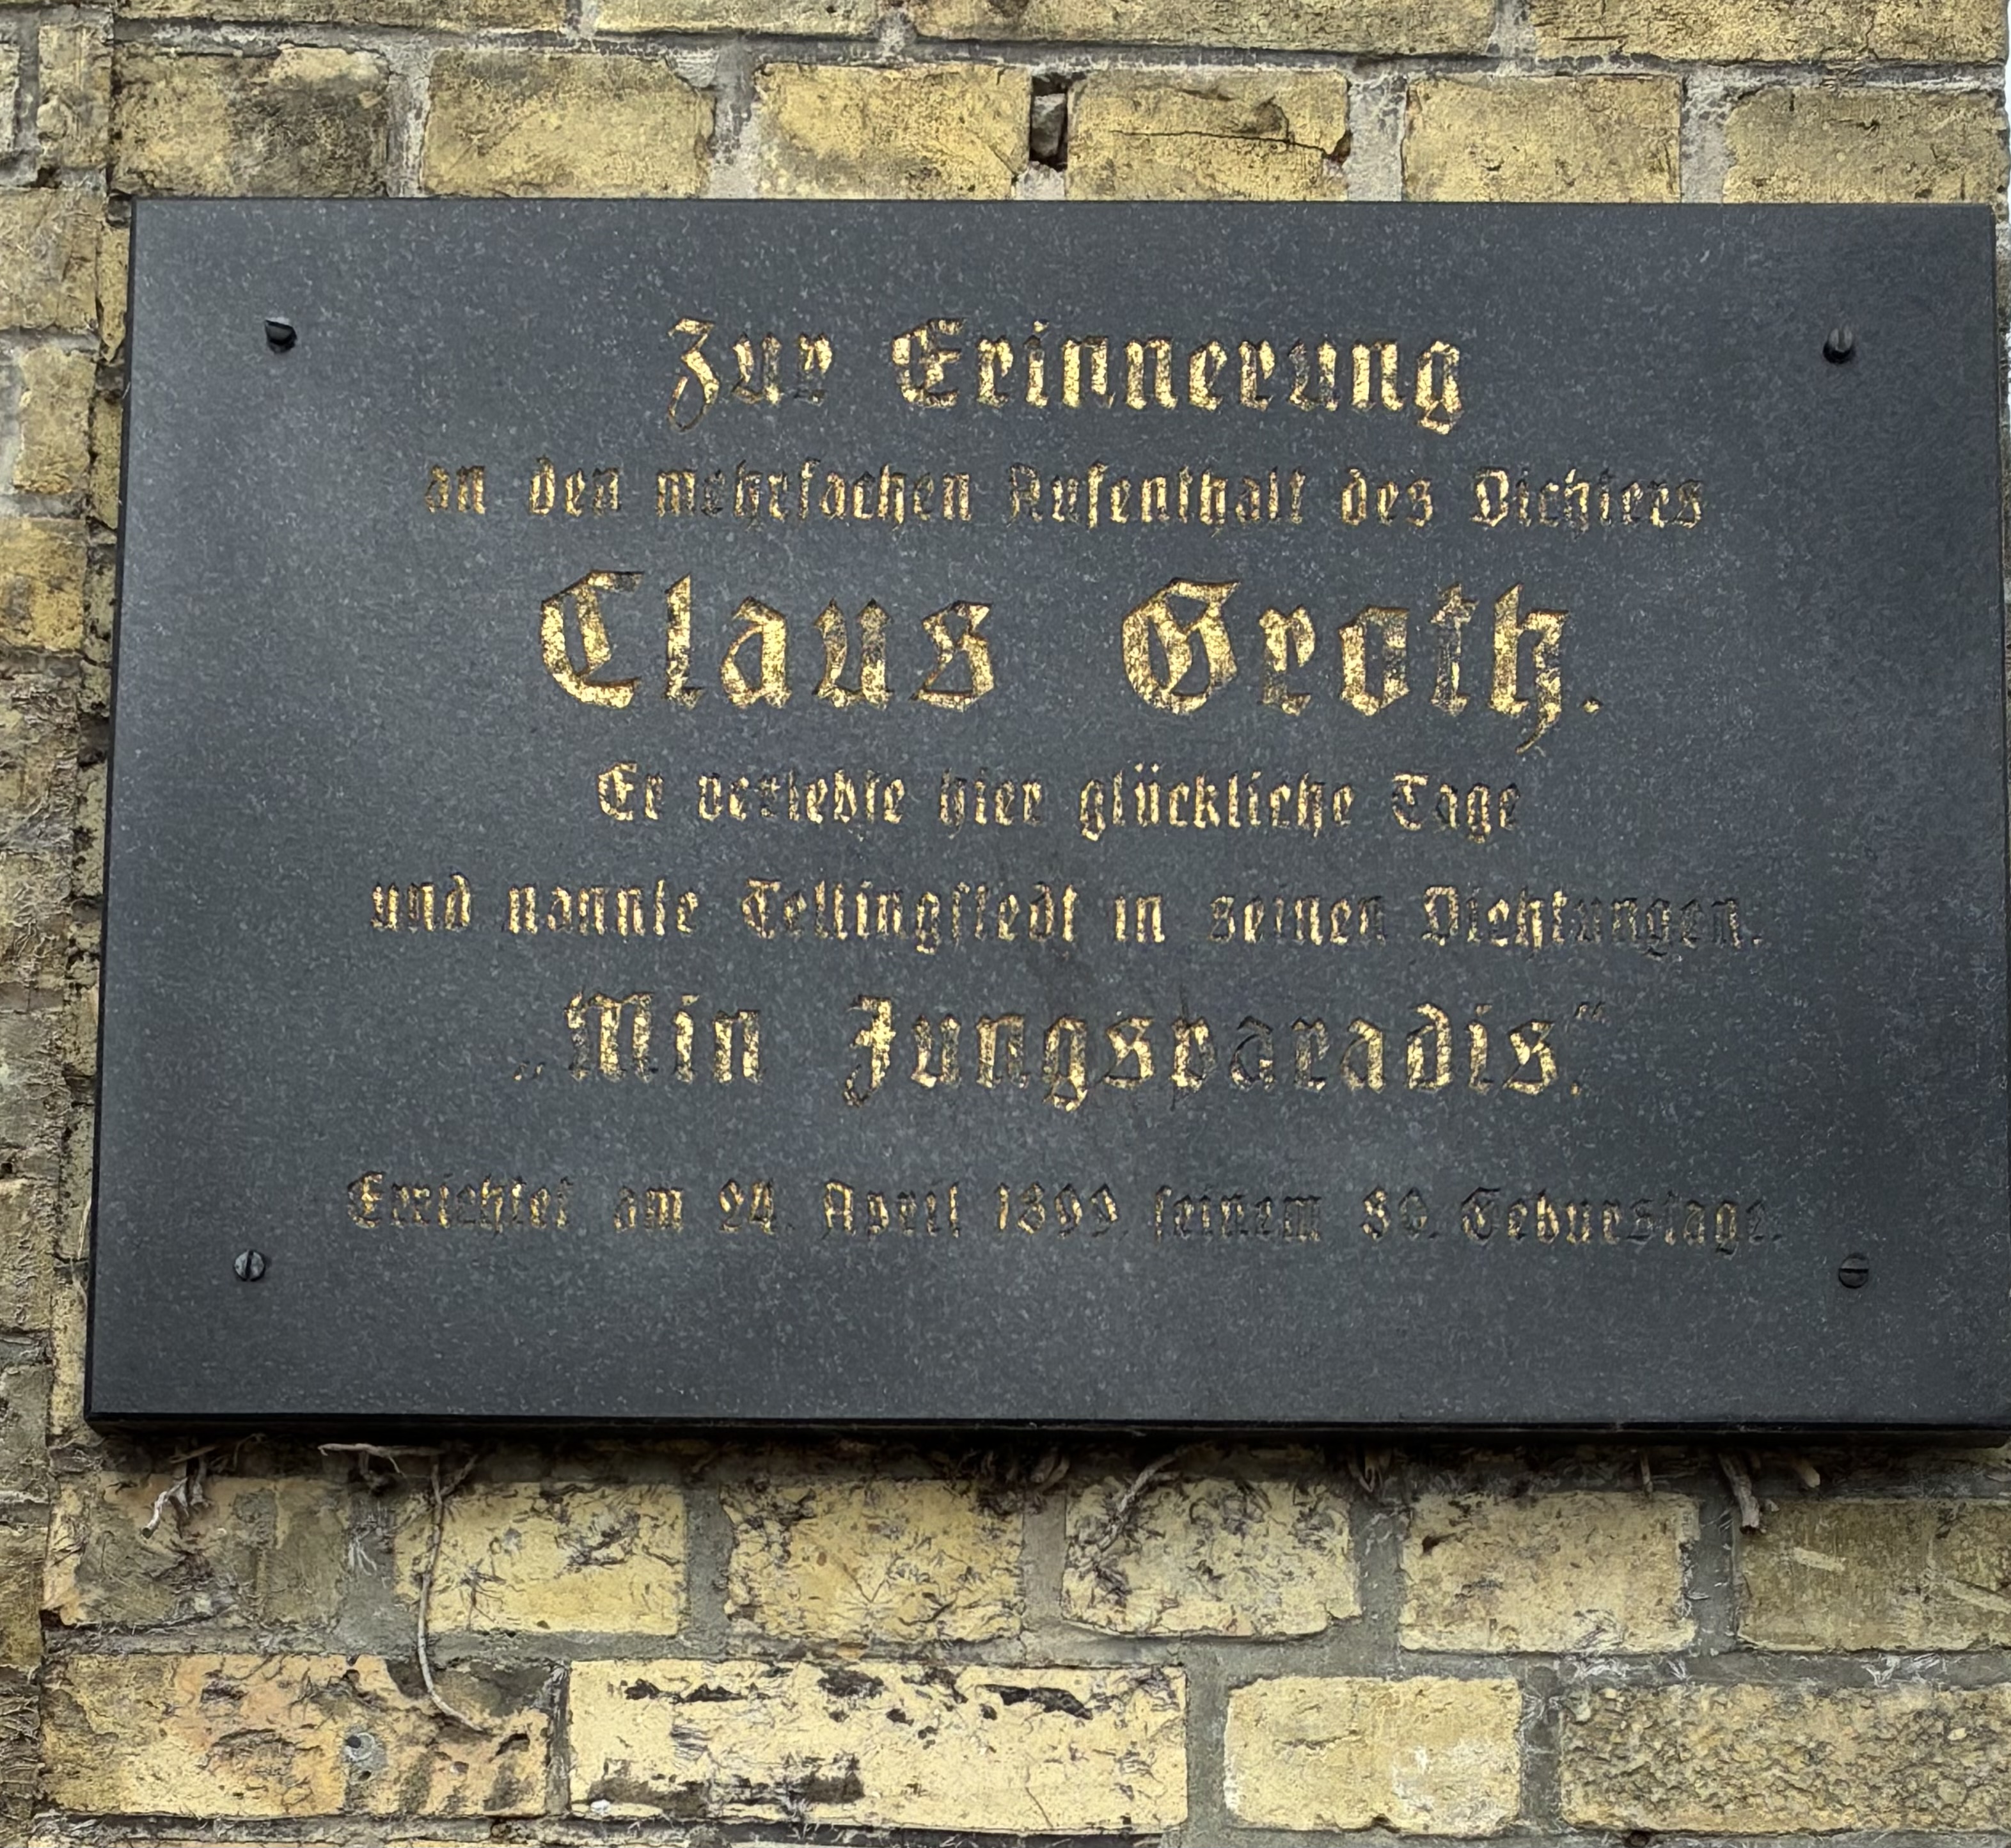 Zur Erinnerung
an den mehrfachen Aufenthalt des Dichters
Claus Groth.
Er verlebte hier glückliche Tage
und nannte Tellingstedt in seinen Dichtungen.
„Min Jungsparadis.“
Errichtet am 24. April 1899. seinem 80. Geburstage.